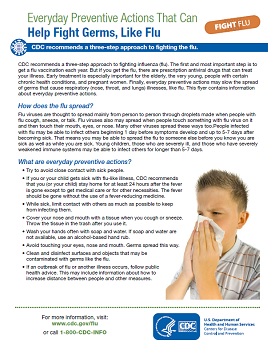 Everyday Preventive Actions That Can
Help Fight Germs, Like Flu
FIGHT FLU
CDC recommends a three-step approach to fighting the flu.
CDC recommends a three-step approach to fighting influenza (flu). The first and most important step is to
get a flu vaccination each year. But if you get the flu, there are prescription antiviral drugs that can treat
your illness. Early treatment is especially important for the elderly, the very young, people with certain
chronic health conditions, and pregnant women. Finally, everyday preventive actions may slow the spread
of germs that cause respiratory (nose, throat, and lungs) illnesses, like flu. This flyer contains information
about everyday preventive actions.
How does the flu spread?
Flu viruses are thought to spread mainly from person to person through droplets made when people with
flu cough, sneeze, or talk. Flu viruses also may spread when people touch something with flu virus on it
and then touch their mouth, eyes, or nose. Many other viruses spread these ways too.People infected
with flu may be able to infect others beginning 1 day before symptoms develop and up to 5-7 days after
becoming sick. That means you may be able to spread the flu to someone else before you know you are
sick as well as while you are sick. Young children, those who are severely ill, and those who have severely
weakened immune systems may be able to infect others for longer than 5-7 days.
What are everyday preventive actions?
• Try to avoid close contact with sick people.
• If you or your child gets sick with flu-like illness, CDC recommends
that you (or your child) stay home for at least 24 hours after the fever
is gone except to get medical care or for other necessities. The fever
should be gone without the use of a fever-reducing medicine.
• While sick, limit contact with others as much as possible to keep
from infecting them.
• Cover your nose and mouth with a tissue when you cough or sneeze.
Throw the tissue in the trash after you use it.
• Wash your hands often with soap and water. If soap and water are
not available, use an alcohol-based hand rub.
• Avoid touching your eyes, nose and mouth. Germs spread this way.
• Clean and disinfect surfaces and objects that may be
contaminated with germs like the flu.
• If an outbreak of flu or another illness occurs, follow public
health advice. This may include information about how to
increase distance between people and other measures.
For more information, visit:
www.cdc.gov/flu
or call 1-800-CDC-INFO
CDC
U.S. Department of
Health and Human Services
Centers for Disease
Control and Prevention